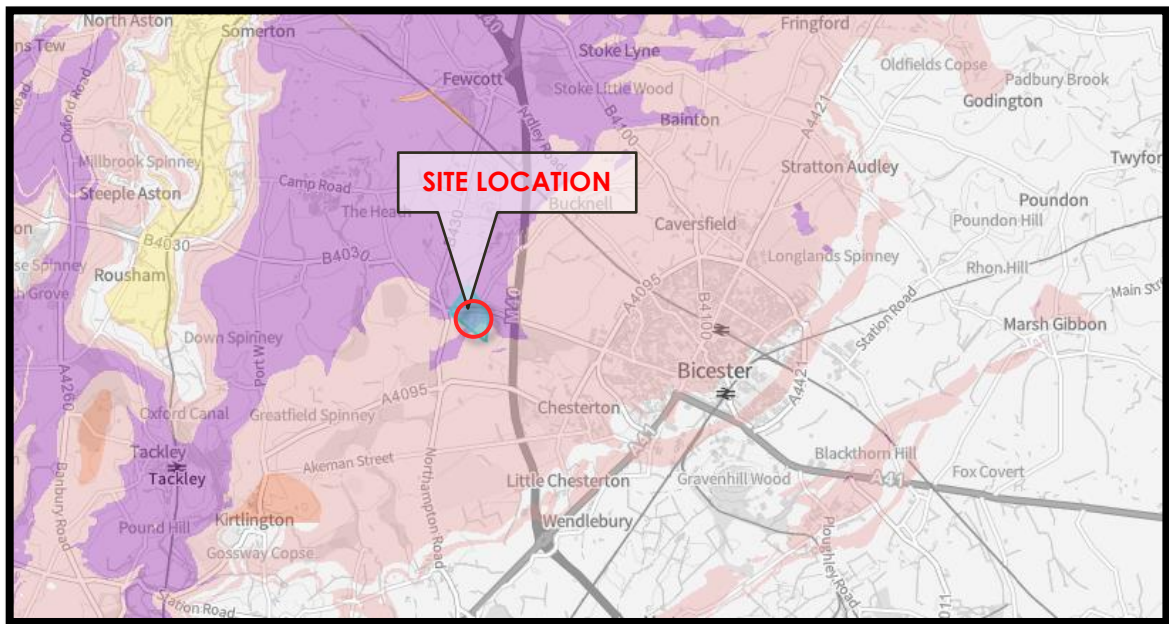 North Aston
Somerton
M40
Fringford
ns Tew
Stoke Lyne
Oldfields Copse
Padbury Brook
Fewcott
Oxford Road
Stoke Little Wood
Godington
Ardley Road
B4100
Bainton
A4421
Millbrook Spinney
Stratton Audley
Twyfor
SITE LOCATION
Steeple Aston
Camp Road
The Heath
B430
Bucknell
Caversfield
Poundon
Poundon Hill
B4030
B4030
Longlands Spinney
Rousham
A4095
B4100
Rhon Hill
Main Str
Station Road
M40
Marsh Gibbon
Down Spinney
Port W
Bicester
A4260
A4095
A4421
Oxford Canal
Greatfield Spinney
Chesterton
Tackley
Tackley
Akeman Street
Northampton Road
A41
Blackthorn Hill
Little Chesterton
Gravenhill Wood
A41
Fox Covert
Banbury Road
Pound Hill
Kirtlington
Wendlebury
Gossway Copse
Ploughley Road
Station Road